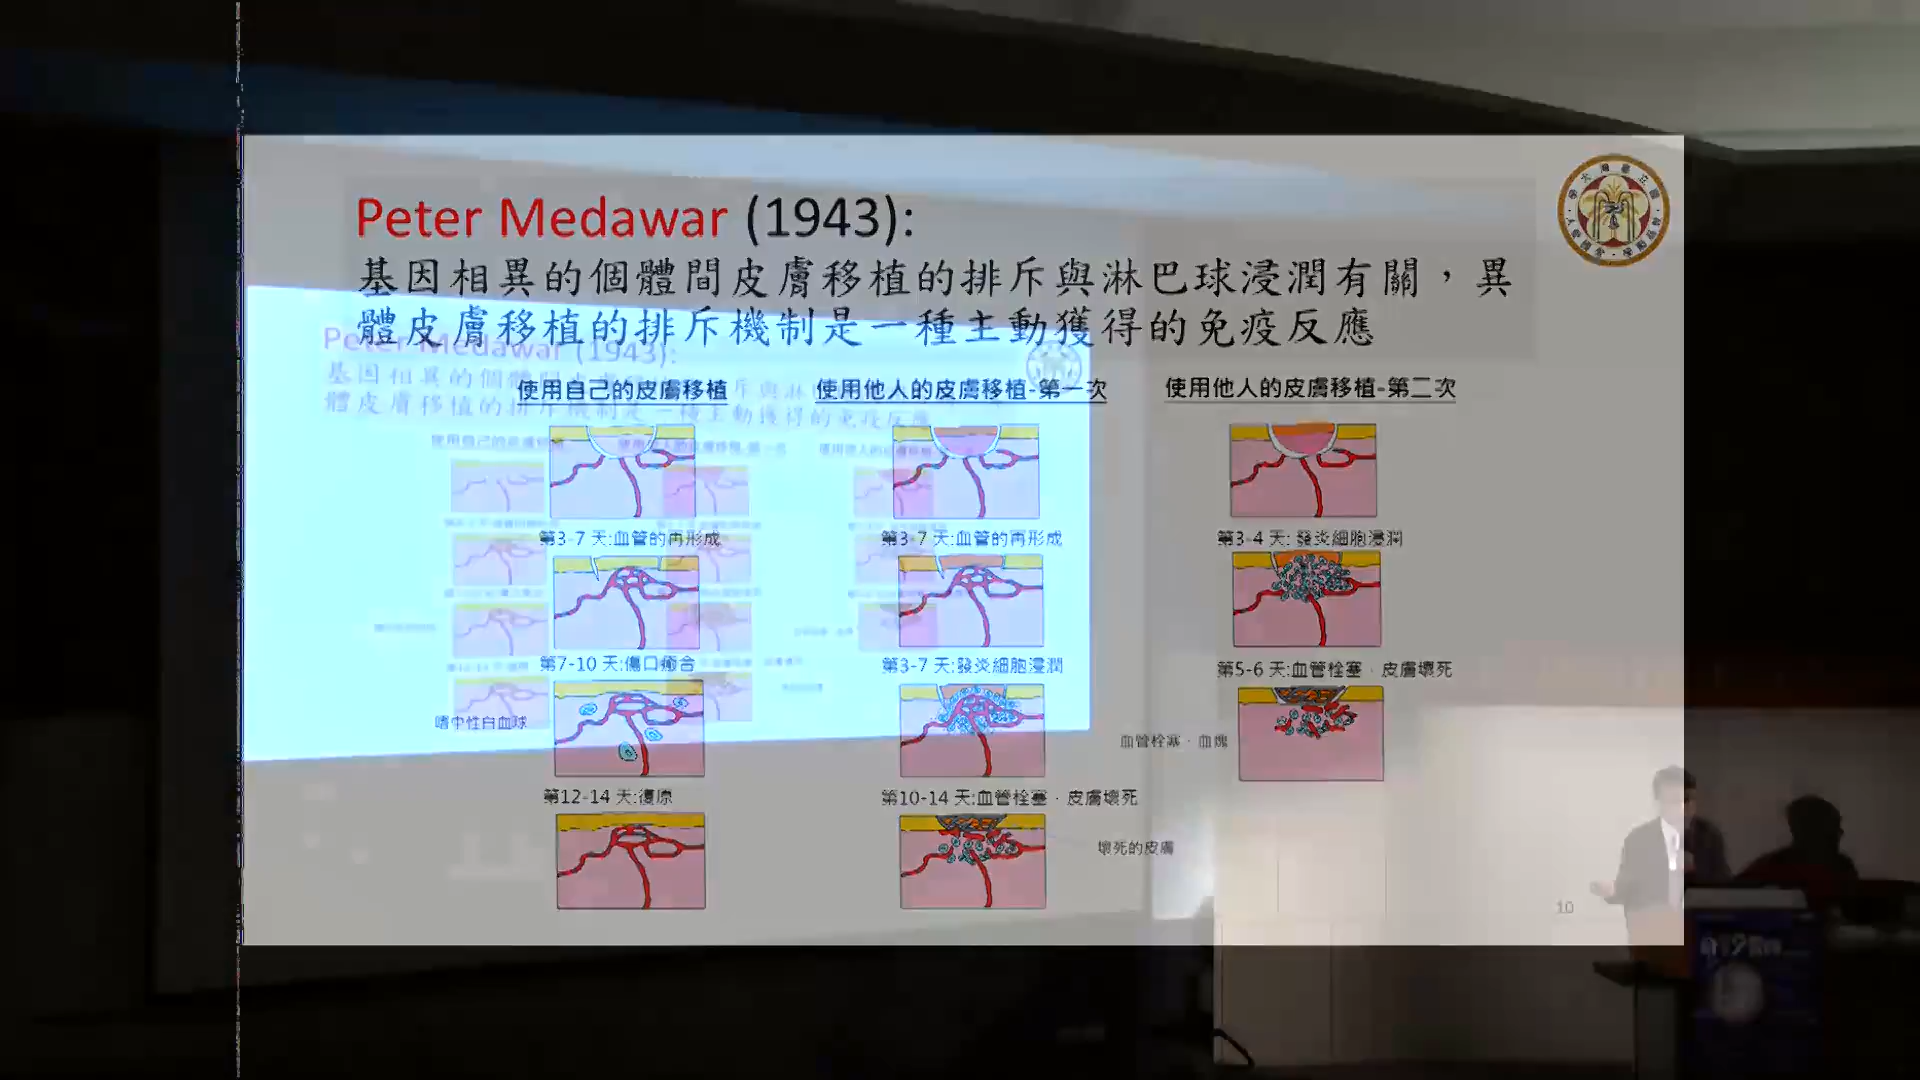 Peter Medawar (1943):
基因相異的個體間皮膚移植的排斥與淋巴球浸潤有關，異
體皮膚移植的排斥機制是一種主動獲得的免疫反應
使用自己的皮膚移植
使用他人的皮膚移植-第一次
使用他人的皮膚移植-第二次
第3-7 天:血管的再形成
第3-7 天:血管的再形成
第3-4 天: 發炎細胞浸潤
第7-10 天:傷口癒合
第3-7 天:發炎細胞浸潤
第5-6 天:血管栓塞﹑皮膚壞死
嗜中性白血球
血管栓塞﹑血塊
第12-14 天:復原
第10-14 天:血管栓塞﹑皮膚壞死
壞死的皮膚
10
Peter Medawar (1943):